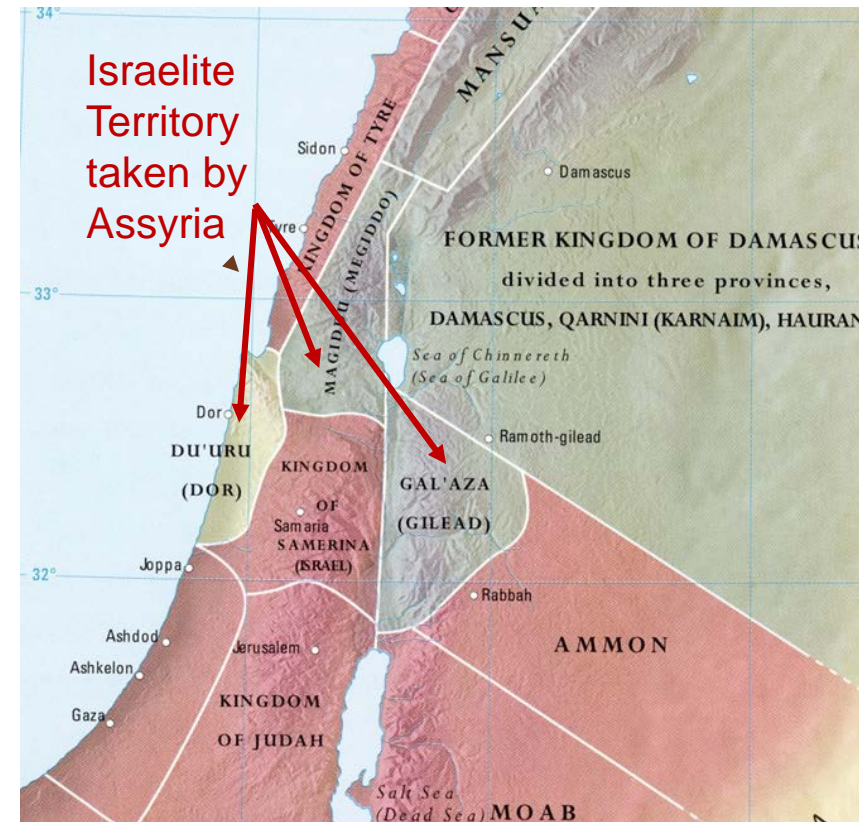 34°
Israelite
Territory
taken by
Assyria
MANSUA
Sidon
KINGDOM OF TYRE
Damascus
Tyre
FORMER KINGDOM OF DAMASCUS
divided into three provinces,
DAMASCUS, QARNINI (KARNAIM), HAURAN
33°
MAGIDDU (MEGIDDO)
Sea of Chinnereth
(Sea of Galilee)
Dor
Ramoth-gilead
DU'URU
(DOR)
KINGDOM
OF
Samaria
SAMERINA
(ISRAEL)
GAL'AZA
(GILEAD)
Joppa
32°
Rabbah
Ashdod
Jerusalem
AMMON
Ashkelon
KINGDOM
OF JUDAH
Gaza
Salt Sea
(Dead Sea)
MOAB